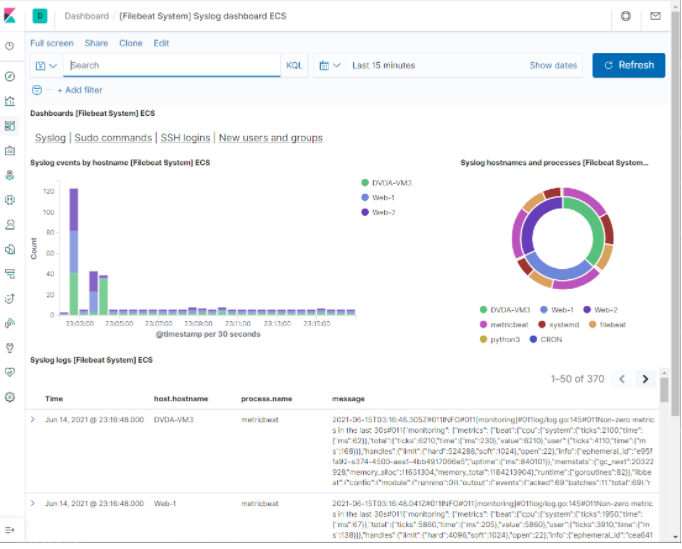 D Dashboard / [Filebeat System] Syslog dashboard ECS
Full screen Share Clone Edit
Search KQL Last 15 minutes Show dates Refresh
+ Add filter
Dashboards [Filebeat System] ECS
Syslog | Sudo commands | SSH logins | New users and groups
Syslog events by hostname [Filebeat System] ECS
Syslog hostnames and processes [Filebeat System...
DVDA-VM3
Web-1
Web-2
120
100
80
60
40
20
0
Count
23:03:00 23:05:00 23:07:00 23:09:00 23:11:00 23:13:00 23:15:00
@timestamp per 30 seconds
DVDA-VM3 Web-1 Web-2
metricbeat systemd filebeat
python3 CRON
Syslog logs [Filebeat System] ECS
1–50 of 370
Time host.hostname process.name message
Jun 14, 2021 @ 23:16:48.000 DVDA-VM3 metricbeat 2021-06-15T03:16:48.305Z#011INFO#011[monitoring]#011log/log.go:145#011Non-zero metric
s in the last 30s#011{"monitoring": {"metrics": {"beat":{"cpu":{"system":{"ticks":2100,"time":
{"ms":62}},"total":{"ticks":6210,"time":{"ms":230},"value":6210},"user":{"ticks":4110,"time":{"m
s":168}}},"handles":{"limit":{"hard":524288,"soft":1024},"open":22},"info":{"ephemeral_id":"e95f
fa92-a374-4500-aea1-4bb4917066e5","uptime":{"ms":840101}},"memstats":{"gc_next":20322
928,"memory_alloc":11631304,"memory_total":1184213904},"runtime":{"goroutines":82}},"libbe
at":{"config":{"module":{"running":0}},"output":{"events":{"acked":69,"batches":11,"total":69},"r
Jun 14, 2021 @ 23:16:48.000 Web-1 metricbeat 2021-06-15T03:16:48.041Z#011INFO#011[monitoring]#011log/log.go:145#011Non-zero metric
s in the last 30s#011{"monitoring": {"metrics": {"beat":{"cpu":{"system":{"ticks":1950,"time":
{"ms":67}},"total":{"ticks":5860,"time":{"ms":205},"value":5860},"user":{"ticks":3910,"time":{"m
s":138}}},"handles":{"limit":{"hard":4096,"soft":1024},"open":22},"info":{"ephemeral_id":"cea641